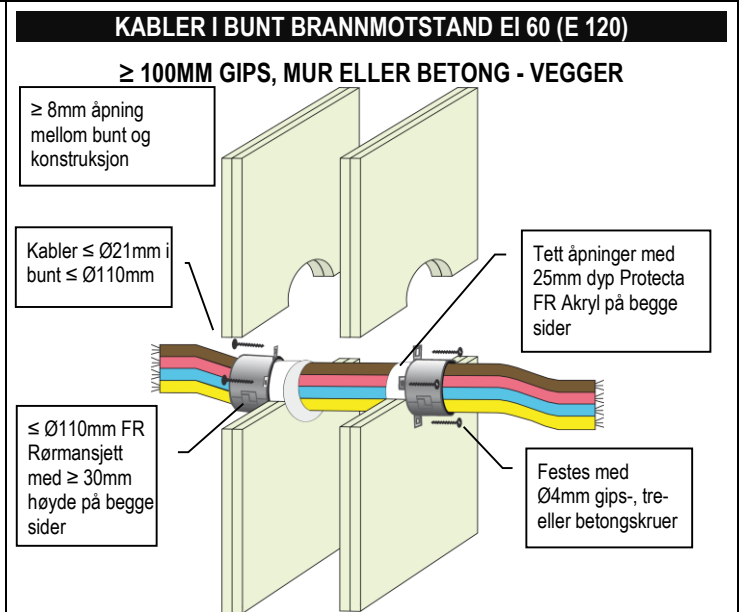 KABLER I BUNT BRANNMOTSTAND EI 60 (E 120)
≥ 100MM GIPS, MUR ELLER BETONG - VEGGER
≥ 8mm åpning
mellom bunt og
konstruksjon
Kabler ≤ Ø21mm i
bunt ≤ Ø110mm
Tett åpninger med
25mm dyp Protecta
FR Akryl på begge
sider
≤ Ø110mm FR
Rørmansjett
med ≥ 30mm
høyde på begge
sider
Festes med
Ø4mm gips-, tre-
eller betongskruer